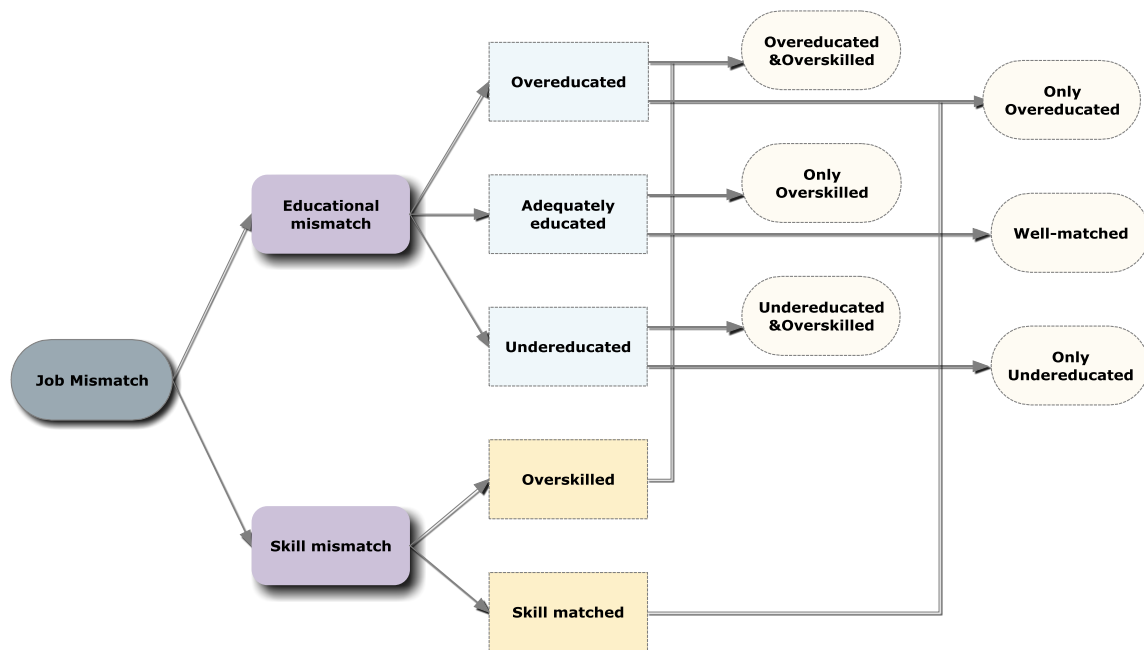 Overeducated
&Overskilled
Overeducated
Only
Overeducated
Only
Overskilled
Educational
mismatch
Adequately
educated
Well-matched
Undereducated
&Overskilled
Undereducated
Only
Undereducated
Job Mismatch
Overskilled
Skill mismatch
Skill matched